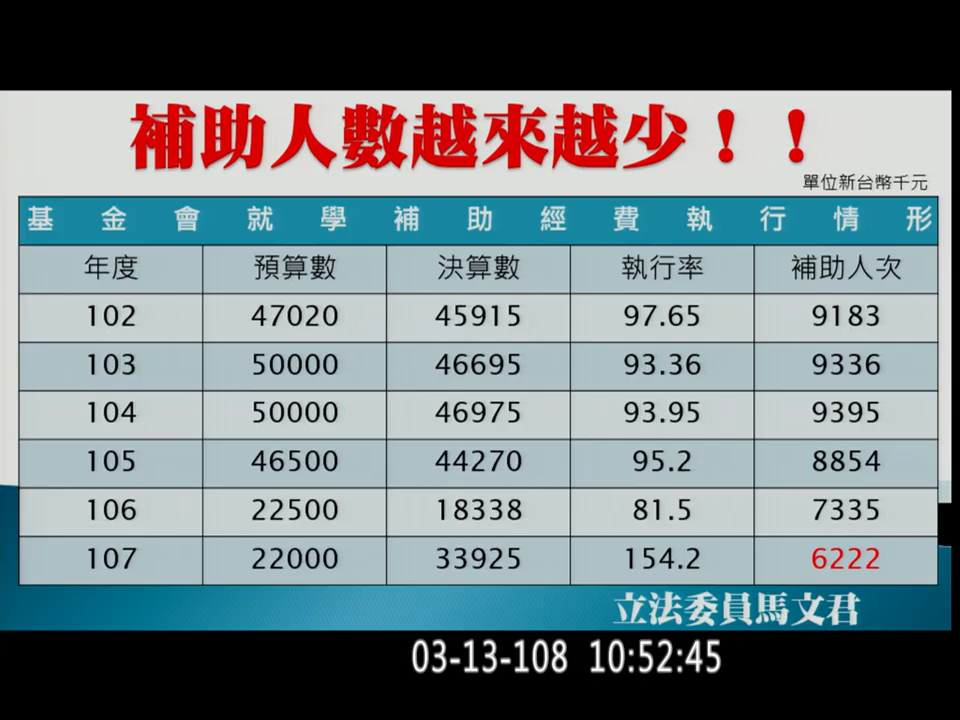 補助人數越來越少！！
單位新台幣千元
基金會就學補助經費執行情形
年度 預算數 決算數 執行率 補助人次
102 47020 45915 97.65 9183
103 50000 46695 93.36 9336
104 50000 46975 93.95 9395
105 46500 44270 95.2 8854
106 22500 18338 81.5 7335
107 22000 33925 154.2 6222
立法委員馬文君
03-13-108 10:52:45